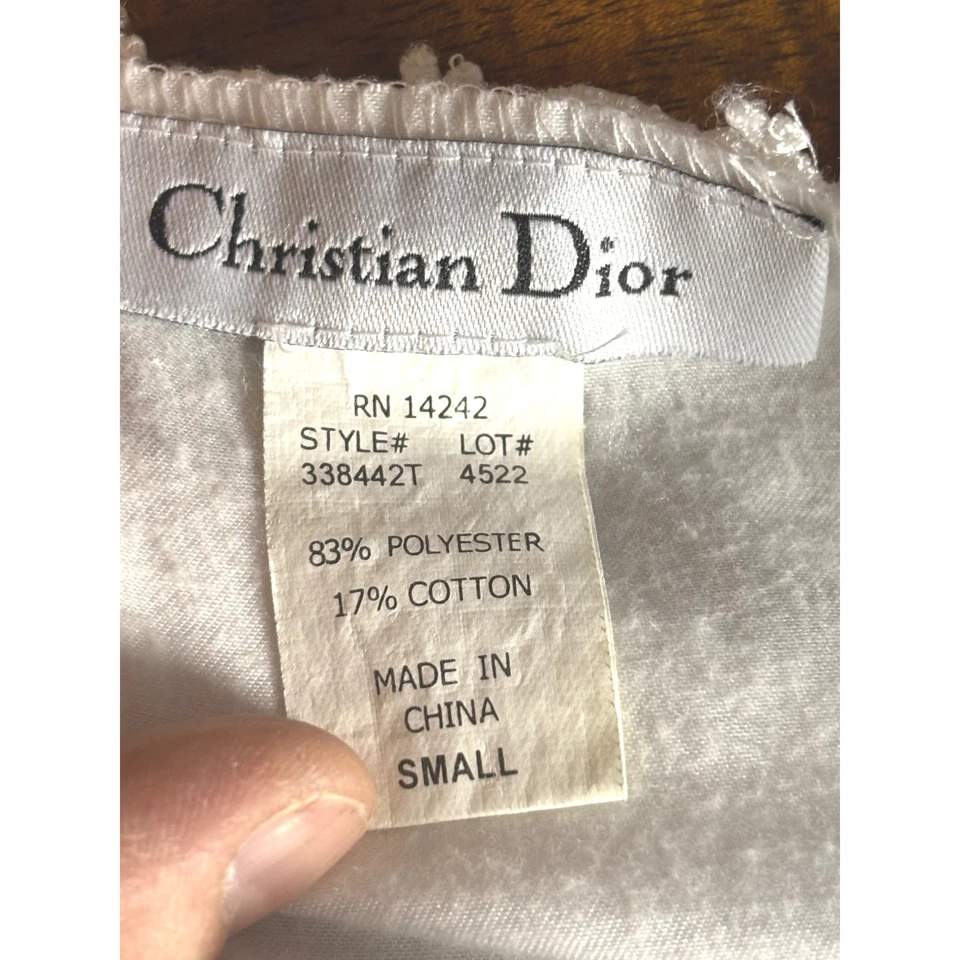 Christian Dior
RN 14242
STYLE# LOT#
338442T 4522
83% POLYESTER
17% COTTON
MADE IN
CHINA
SMALL